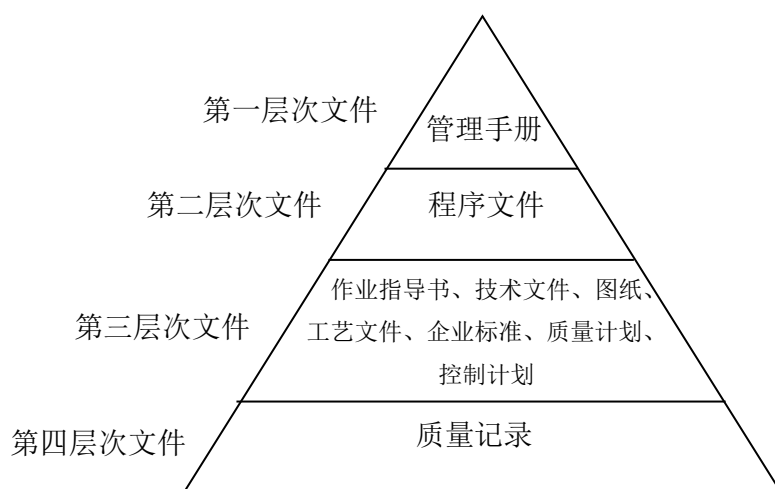 第一层次文件
管理手册
第二层次文件
程序文件
第三层次文件
作业指导书、技术文件、图纸、
工艺文件、企业标准、质量计划、
控制计划
第四层次文件
质量记录